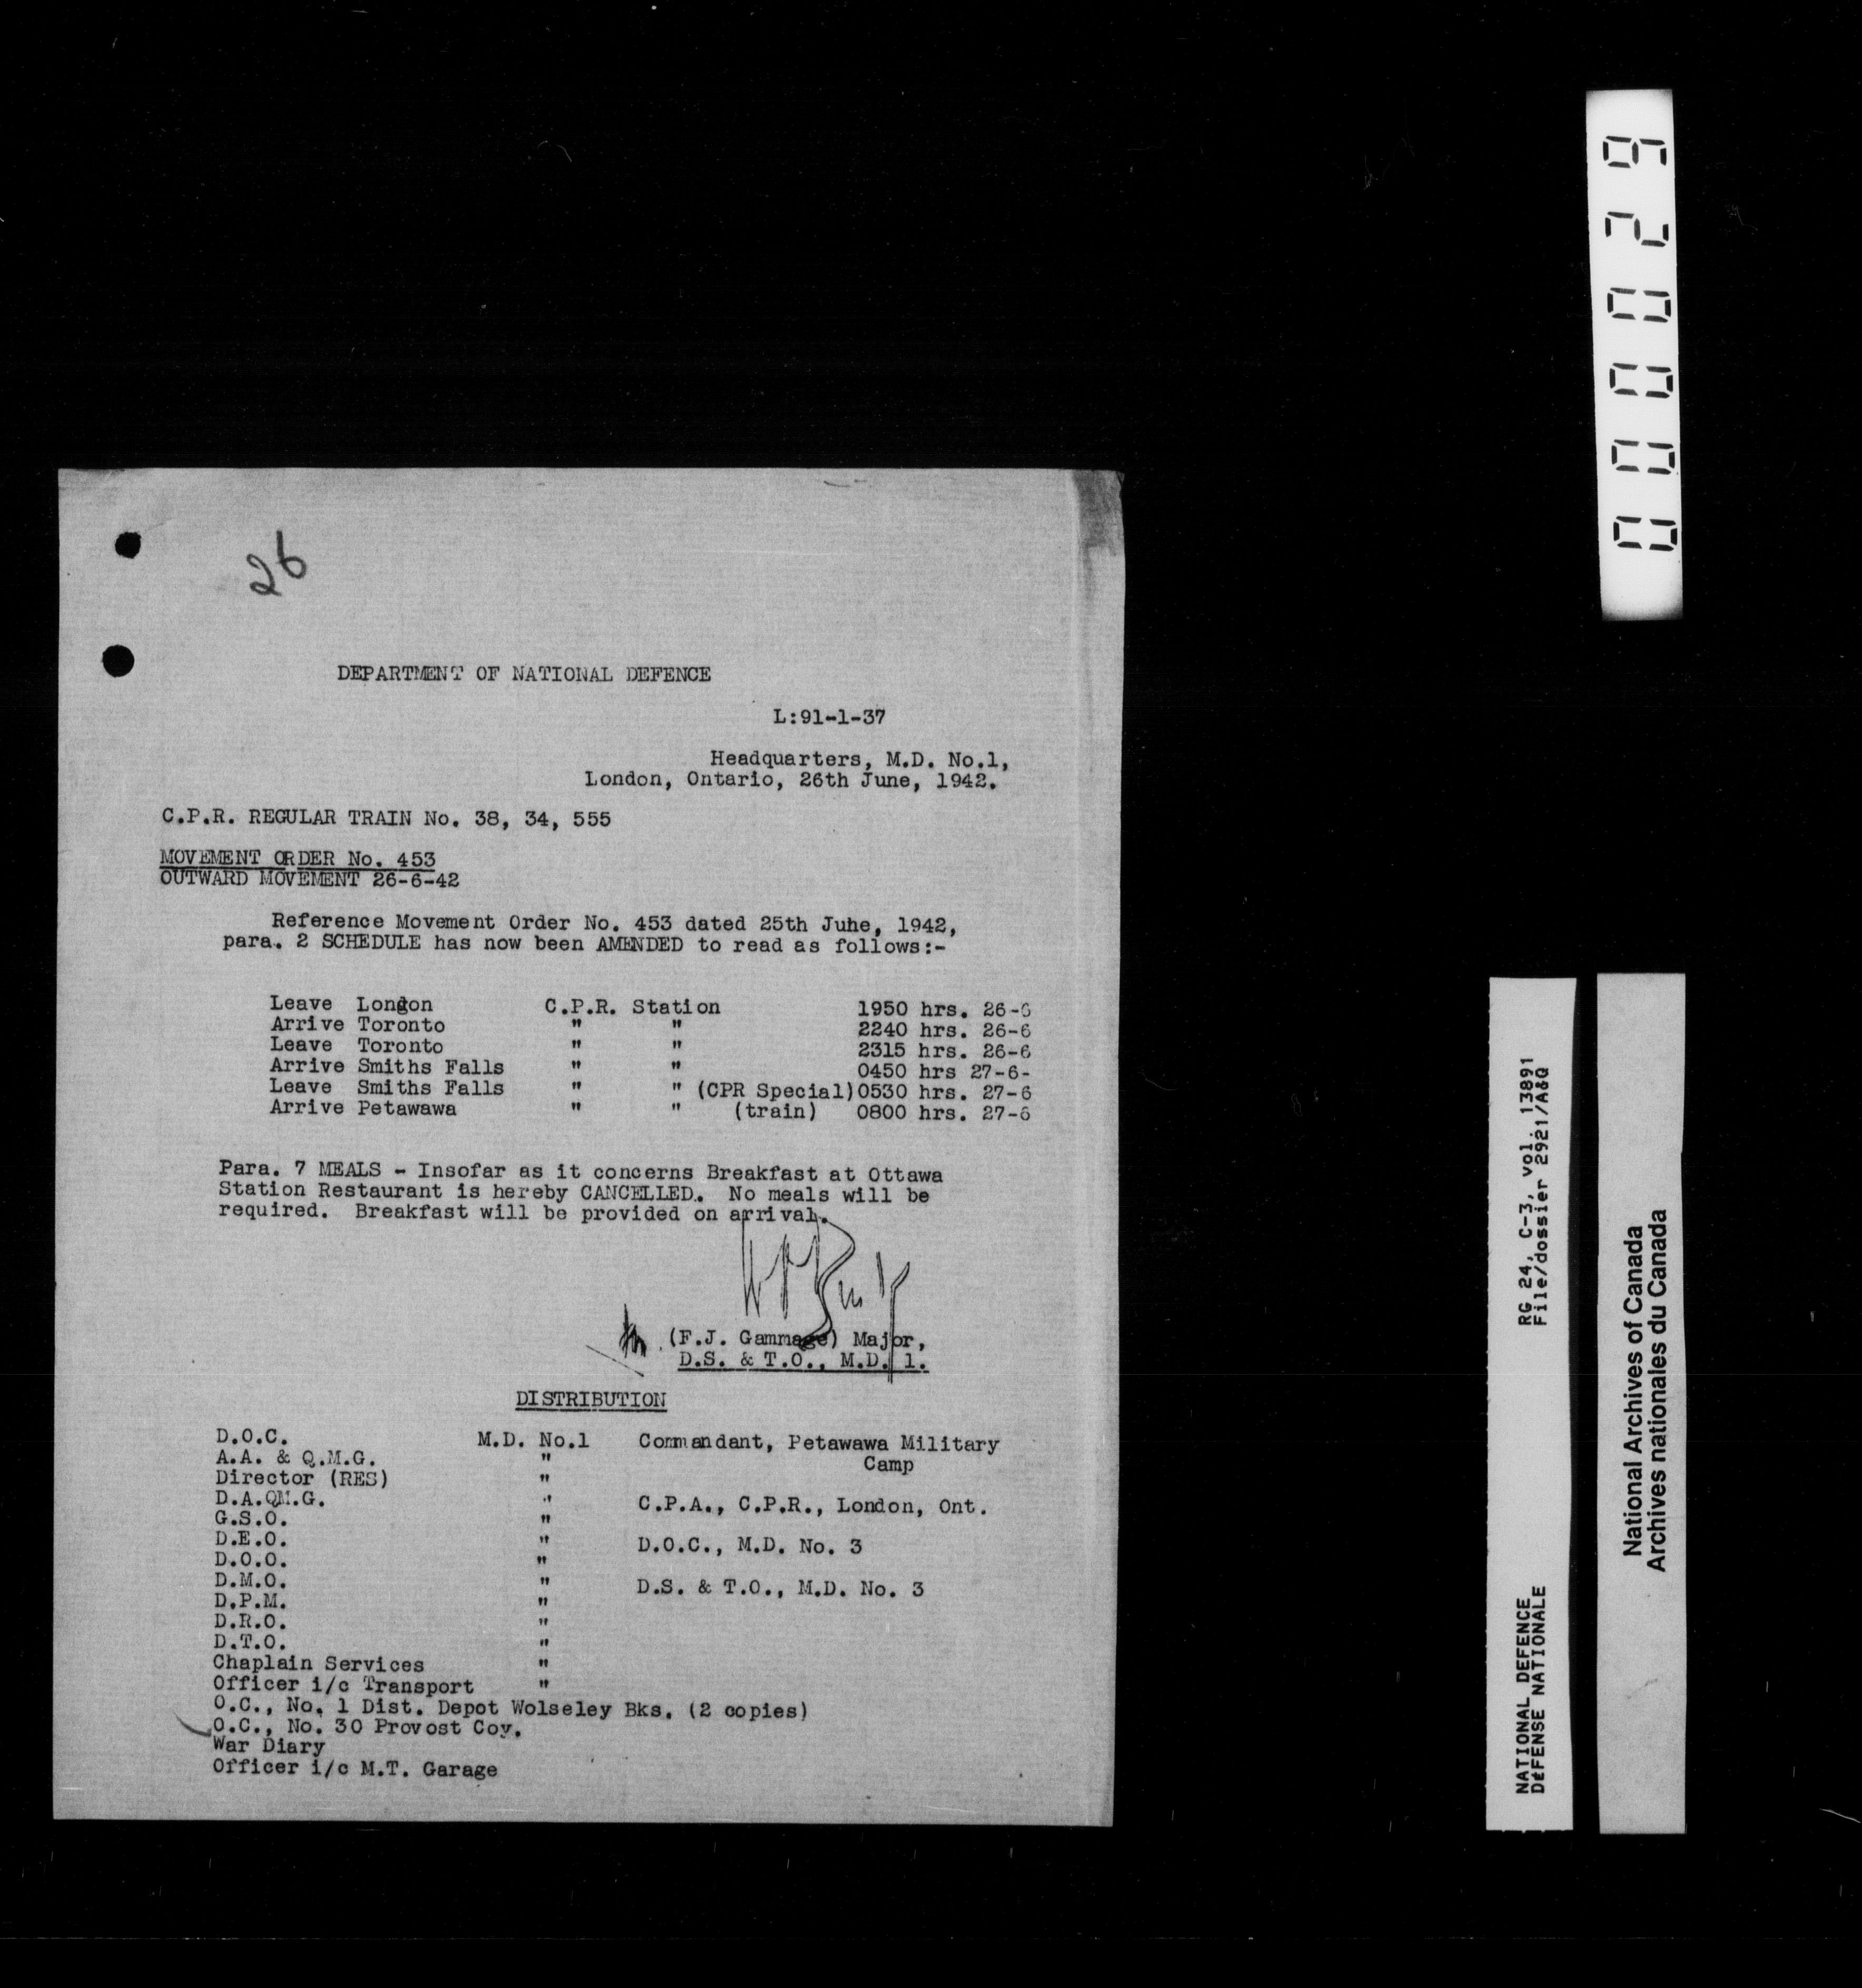 26
DEPARTMENT OF NATIONAL DEFENCE
L:91-1-37
Headquarters, M.D. No.1,
London, Ontario, 26th June, 1942.
C.P.R. REGULAR TRAIN No. 38, 34, 555
MOVEMENT ORDER No. 453
OUTWARD MOVEMENT 26-6-42
Reference Movement Order No. 453 dated 25th Juhe, 1942,
para. 2 SCHEDULE has now been AMENDED to read as follows:-
Leave London C.P.R. Station 1950 hrs. 26-6
Arrive Toronto " " 2240 hrs. 26-6
Leave Toronto " " 2315 hrs. 26-6
Arrive Smiths Falls " " 0450 hrs 27-6-
Leave Smiths Falls " " (CPR Special) 0530 hrs. 27-6
Arrive Petawawa " " (train) 0800 hrs. 27-6
Para. 7 MEALS - Insofar as it concerns Breakfast at Ottawa
Station Restaurant is hereby CANCELLED. No meals will be
required. Breakfast will be provided on arrival.
(F.J. Gammage) Major,
D.S. & T.O., M.D. 1.
DISTRIBUTION
D.O.C. M.D. No.1 Commandant, Petawawa Military
A.A. & Q.M.G. " Camp
Director (RES) "
D.A.QM.G. " C.P.A., C.P.R., London, Ont.
G.S.O. "
D.E.O. " D.O.C., M.D. No. 3
D.O.O. "
D.M.O. " D.S. & T.O., M.D. No. 3
D.P.M. "
D.R.O. "
D.T.O. "
Chaplain Services "
Officer i/c Transport "
O.C., No. 1 Dist. Depot Wolseley Bks. (2 copies)
O.C., No. 30 Provost Coy.
War Diary
Officer i/c M.T. Garage
000029
NATIONAL DEFENCE RG 24, C-3, vol. 13891
DéFENSE NATIONALE File/dossier 2921/A&Q
National Archives of Canada
Archives nationales du Canada